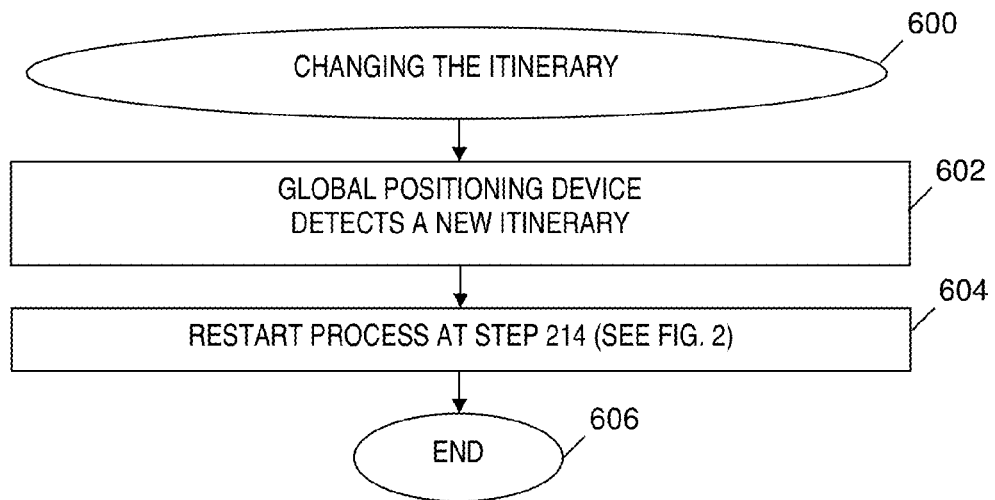 600
CHANGING THE ITINERARY
602
GLOBAL POSITIONING DEVICE
DETECTS A NEW ITINERARY
604
RESTART PROCESS AT STEP 214 (SEE FIG. 2)
606
END